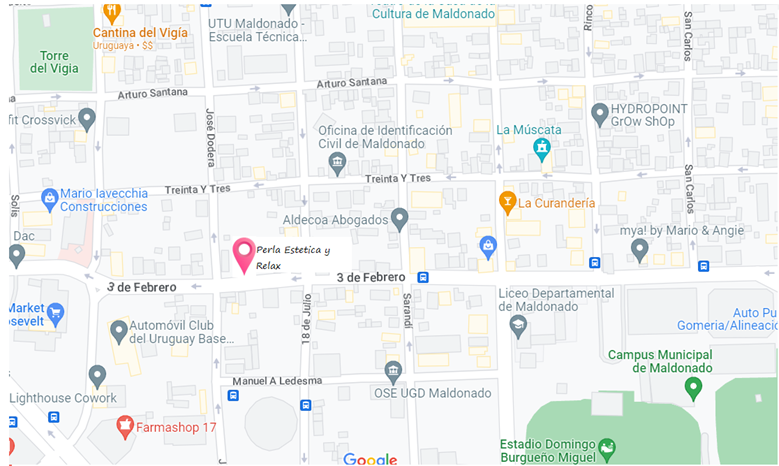 Cultura de Maldonado
Cantina del Vigía
Uruguaya • $$
UTU Maldonado -
Escuela Técnica...
Rinco
San Carlos
Torre
del Vigia
Arturo Santana
Arturo Santana
fit Crossvick
José Dodera
Oficina de Identificación
Civil de Maldonado
La Múscata
HYDROPOINT
GrOw ShOp
Treinta Y Tres
Treinta Y Tres
San Carlos
Mario Iavecchia
Construcciones
Solís
La Curandería
Aldecoa Abogados
mya! by Mario & Angie
Dac
Perla Estetica y
Relax
3 de Febrero
3 de Febrero
18 de Julio
Sarandí
Liceo Departamental
de Maldonado
Market
osevelt
Auto Pu
Gomeria/Alineació
Automóvil Club
del Uruguay Base...
Campus Municipal
de Maldonado
Manuel A Ledesma
OSE UGD Maldonado
Lighthouse Cowork
Farmashop 17
Estadio Domingo
Burgueño Miguel
Google